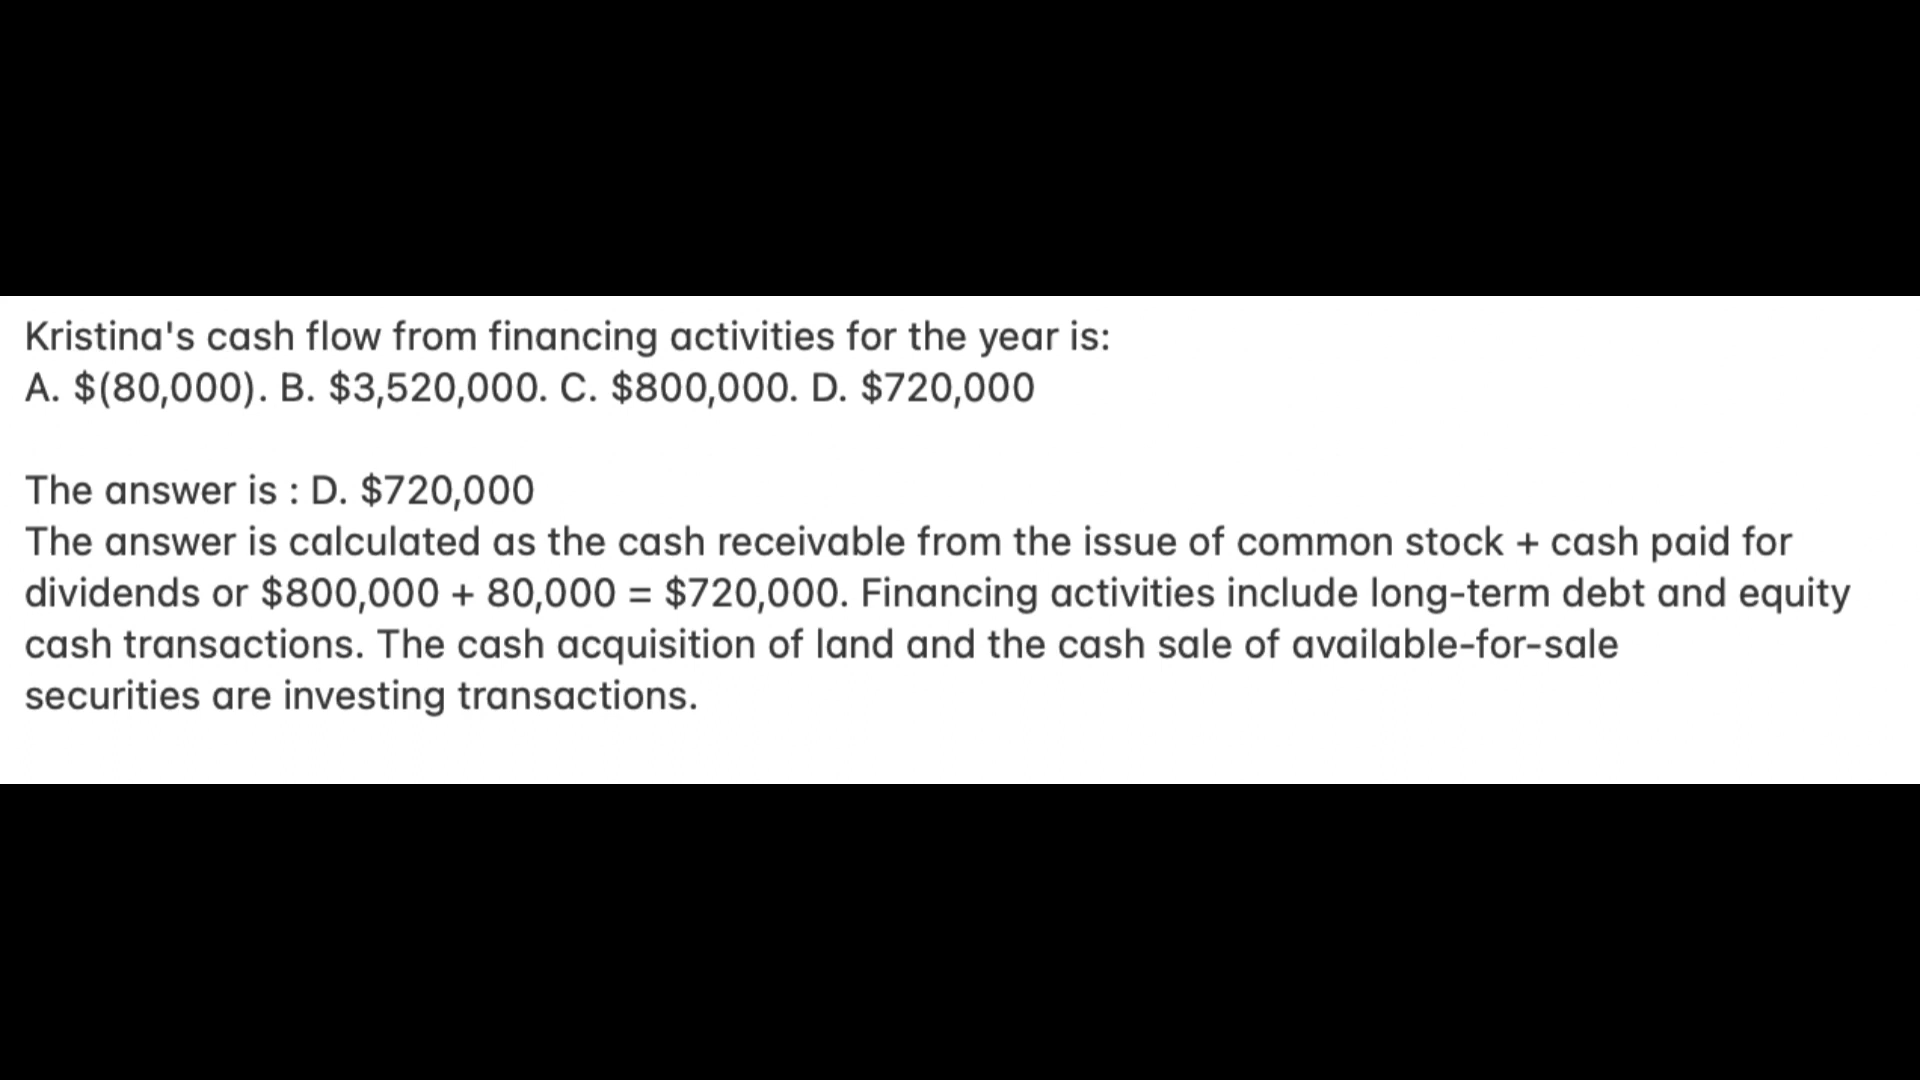 Kristina's cash flow from financing activities for the year is:
A. $(80,000). B. $3,520,000. C. $800,000. D. $720,000
The answer is : D. $720,000
The answer is calculated as the cash receivable from the issue of common stock + cash paid for
dividends or $800,000 + 80,000 = $720,000. Financing activities include long-term debt and equity
cash transactions. The cash acquisition of land and the cash sale of available-for-sale
securities are investing transactions.